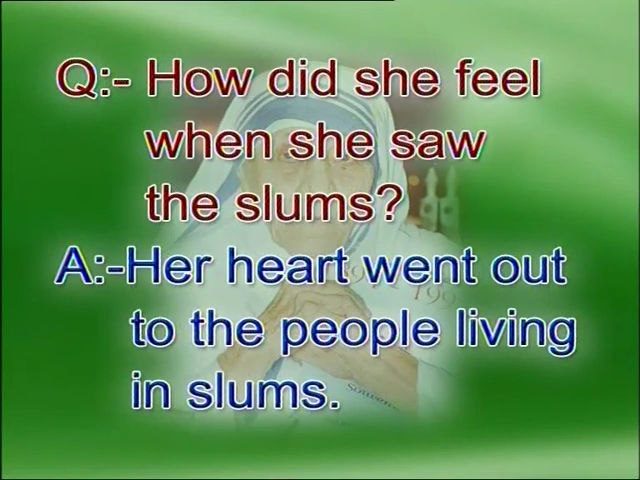 Q:- How did she feel
when she saw
the slums?
A:-Her heart went out
to the people living
in slums.